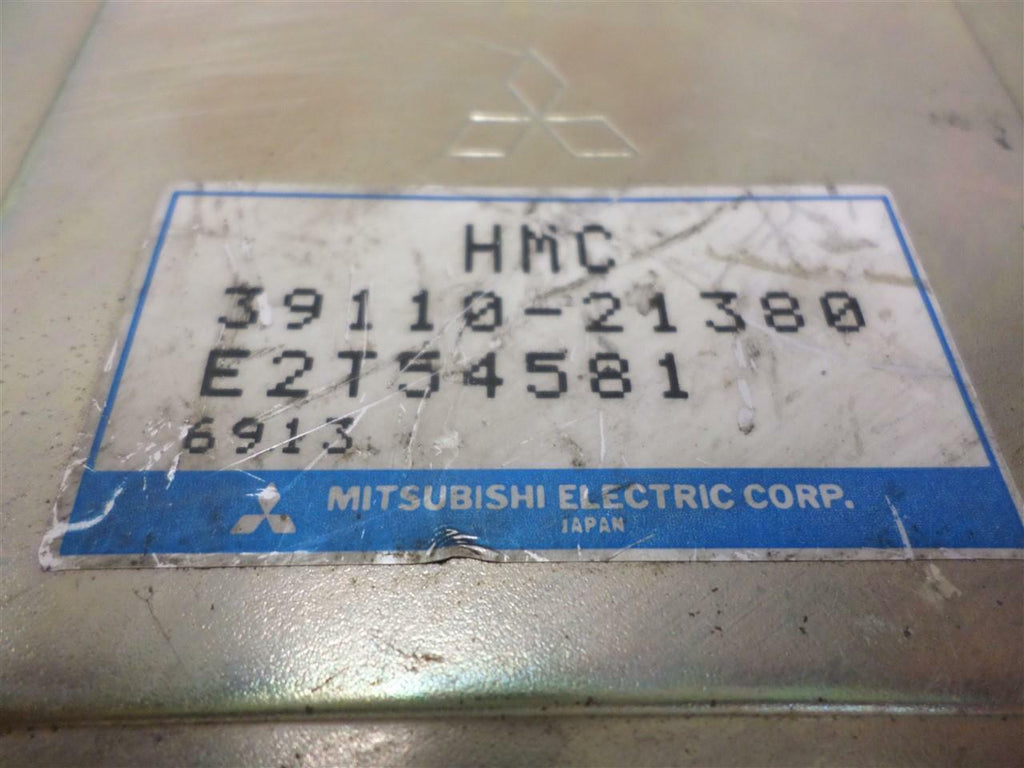 HMC
39110-21380
E2T54581
6913
MITSUBISHI ELECTRIC CORP.
JAPAN